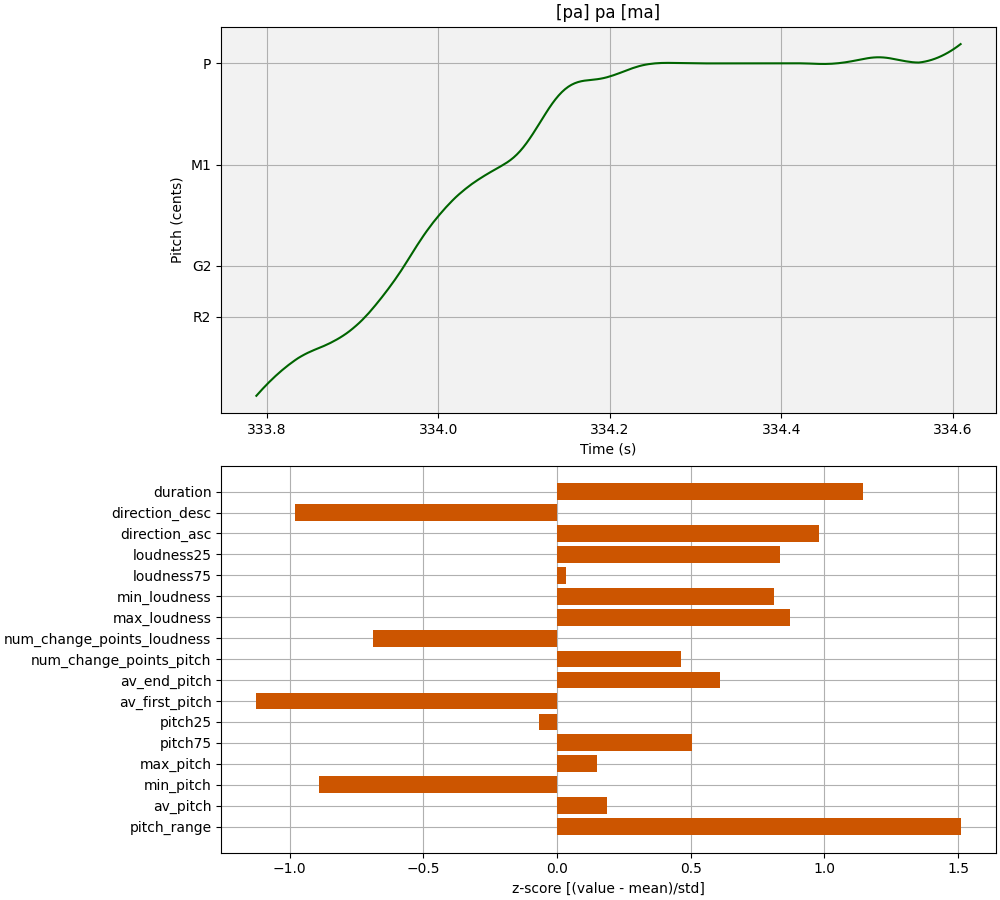 [pa] pa [ma]
P
M1
G2
R2
Pitch (cents)
333.8 334.0 334.2 334.4 334.6
Time (s)
duration
direction_desc
direction_asc
loudness25
loudness75
min_loudness
max_loudness
num_change_points_loudness
num_change_points_pitch
av_end_pitch
av_first_pitch
pitch25
pitch75
max_pitch
min_pitch
av_pitch
pitch_range
−1.0 −0.5 0.0 0.5 1.0 1.5
z-score [(value - mean)/std]